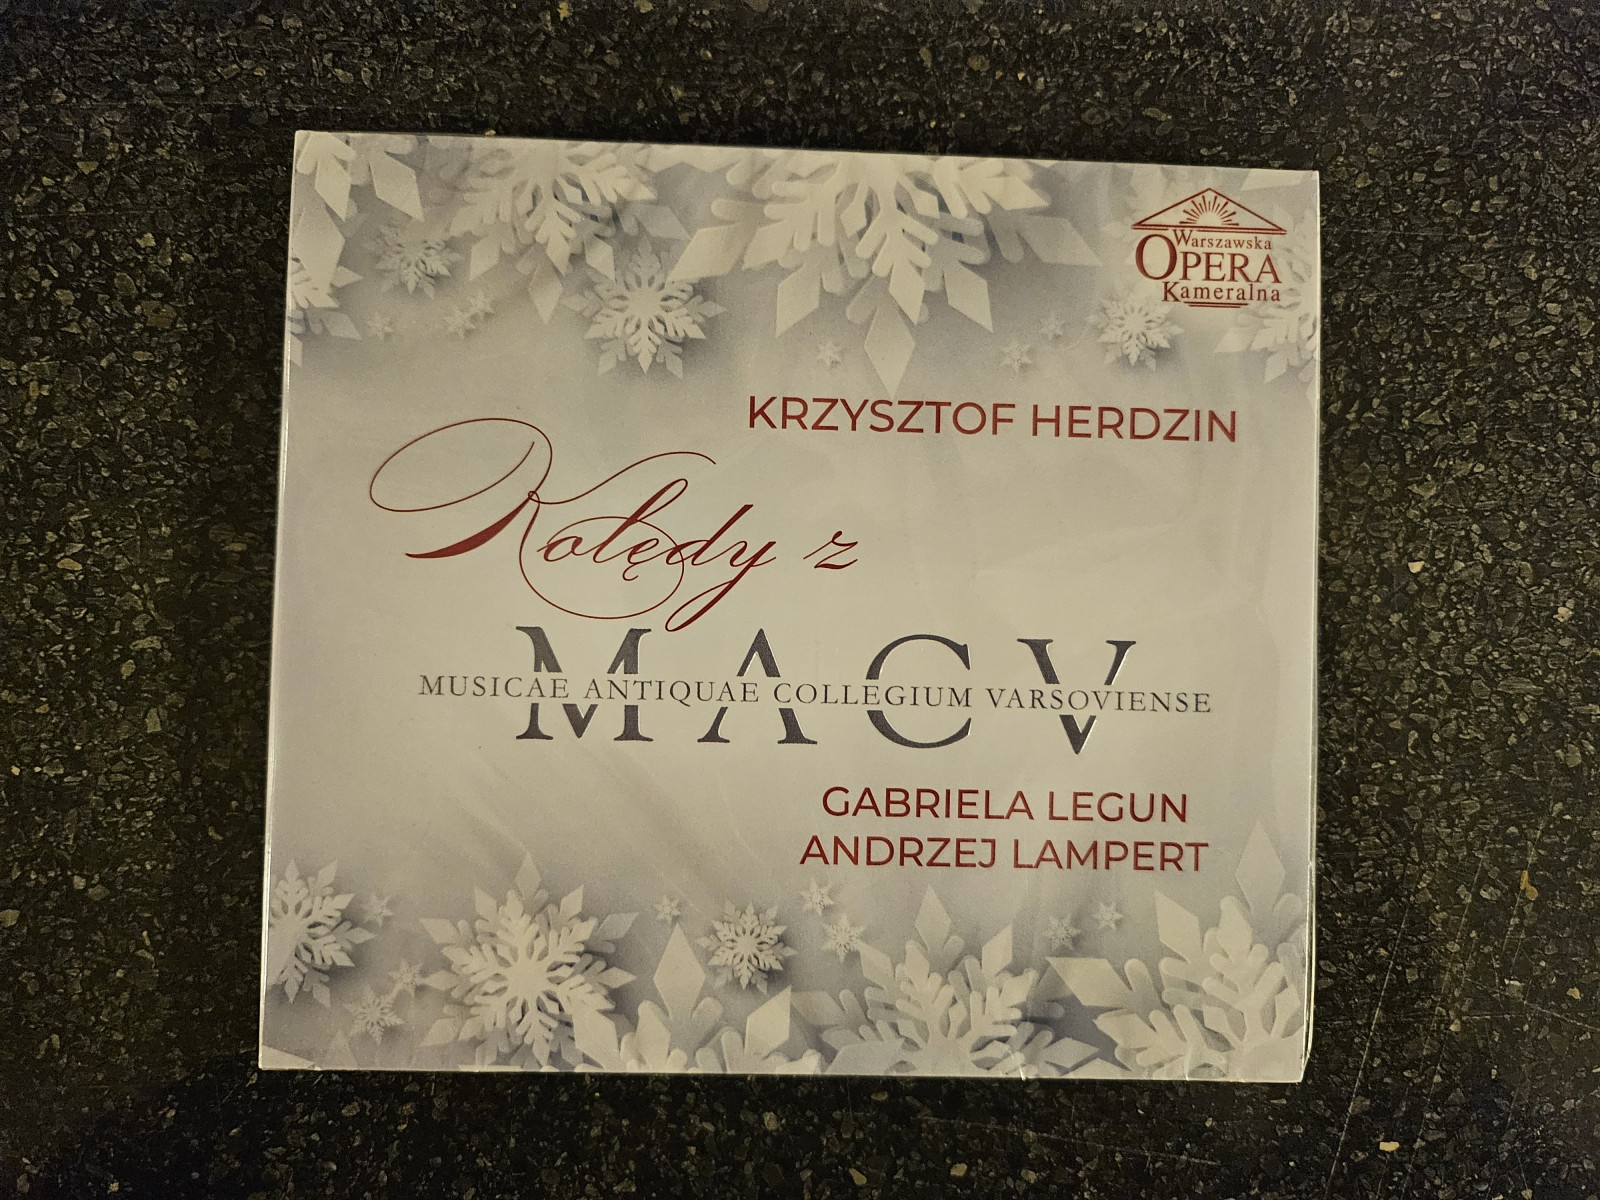 Warszawska
OPERA
Kameralna
KRZYSZTOF HERDZIN
Kolędy z
MACV
MUSICAE ANTIQUAE COLLEGIUM VARSOVIENSE
GABRIELA LEGUN
ANDRZEJ LAMPERT